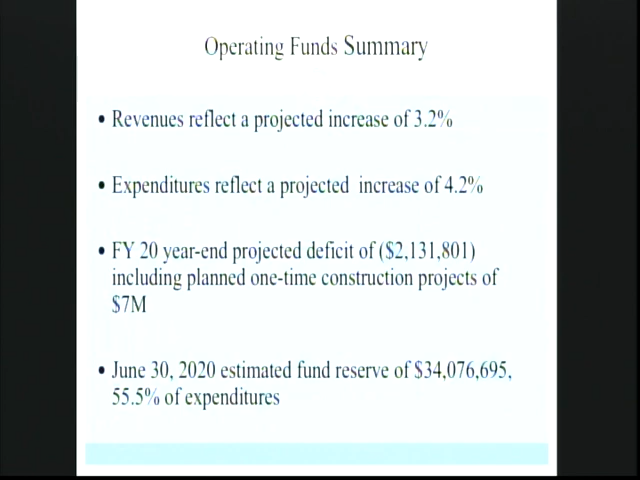 Operating Funds Summary
• Revenues reflect a projected increase of 3.2%
• Expenditures reflect a projected increase of 4.2%
• FY 20 year-end projected deficit of ($2,131,801)
including planned one-time construction projects of
$7M
• June 30, 2020 estimated fund reserve of $34,076,695,
55.5% of expenditures